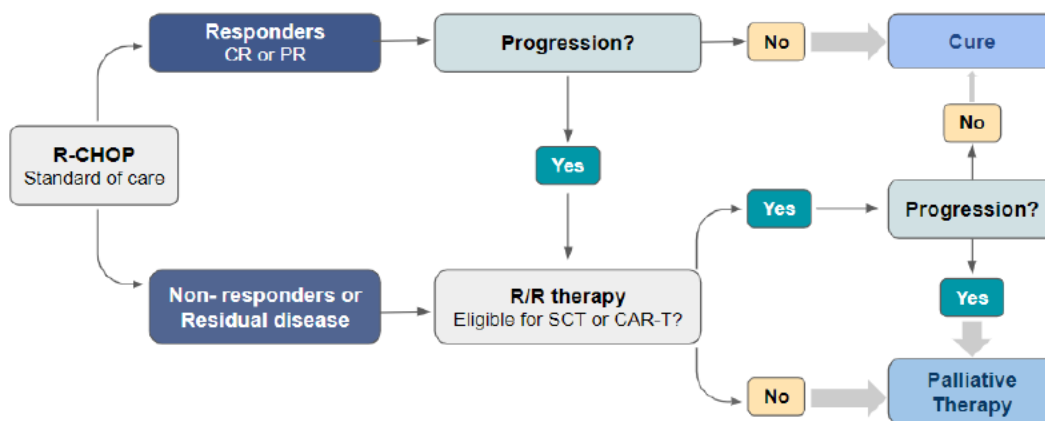 Responders
CR or PR
Progression?
No
Cure
R-CHOP
Standard of care
Yes
No
Yes
Progression?
Non- responders or
Residual disease
R/R therapy
Eligible for SCT or CAR-T?
Yes
No
Palliative
Therapy